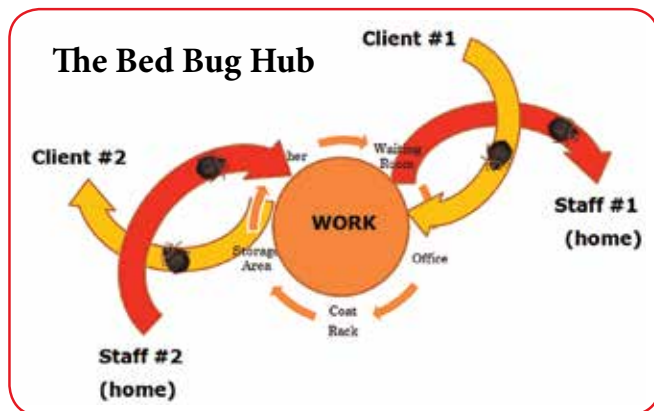 The Bed Bug Hub
Client #1
Client #2
her
Waiting
Room
WORK
Staff #1
(home)
Storage
Area
Office
Coat
Rack
Staff #2
(home)